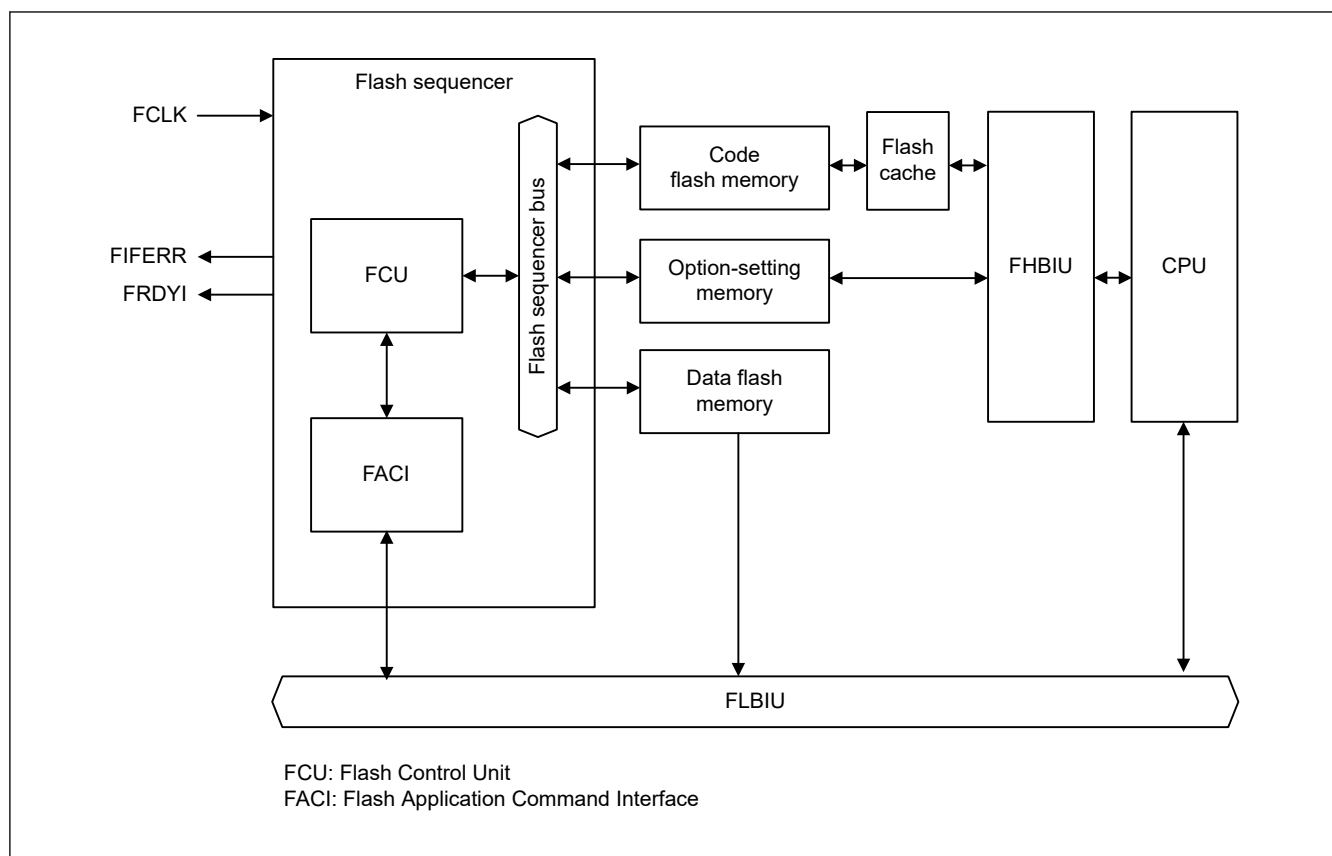 Flash sequencer
FCLK
FIFERR
FRDYI
FCU
FACI
Flash sequencer bus
Code
flash memory
Flash
cache
Option-setting
memory
Data flash
memory
FHBIU
CPU
FLBIU
FCU: Flash Control Unit
FACI: Flash Application Command Interface